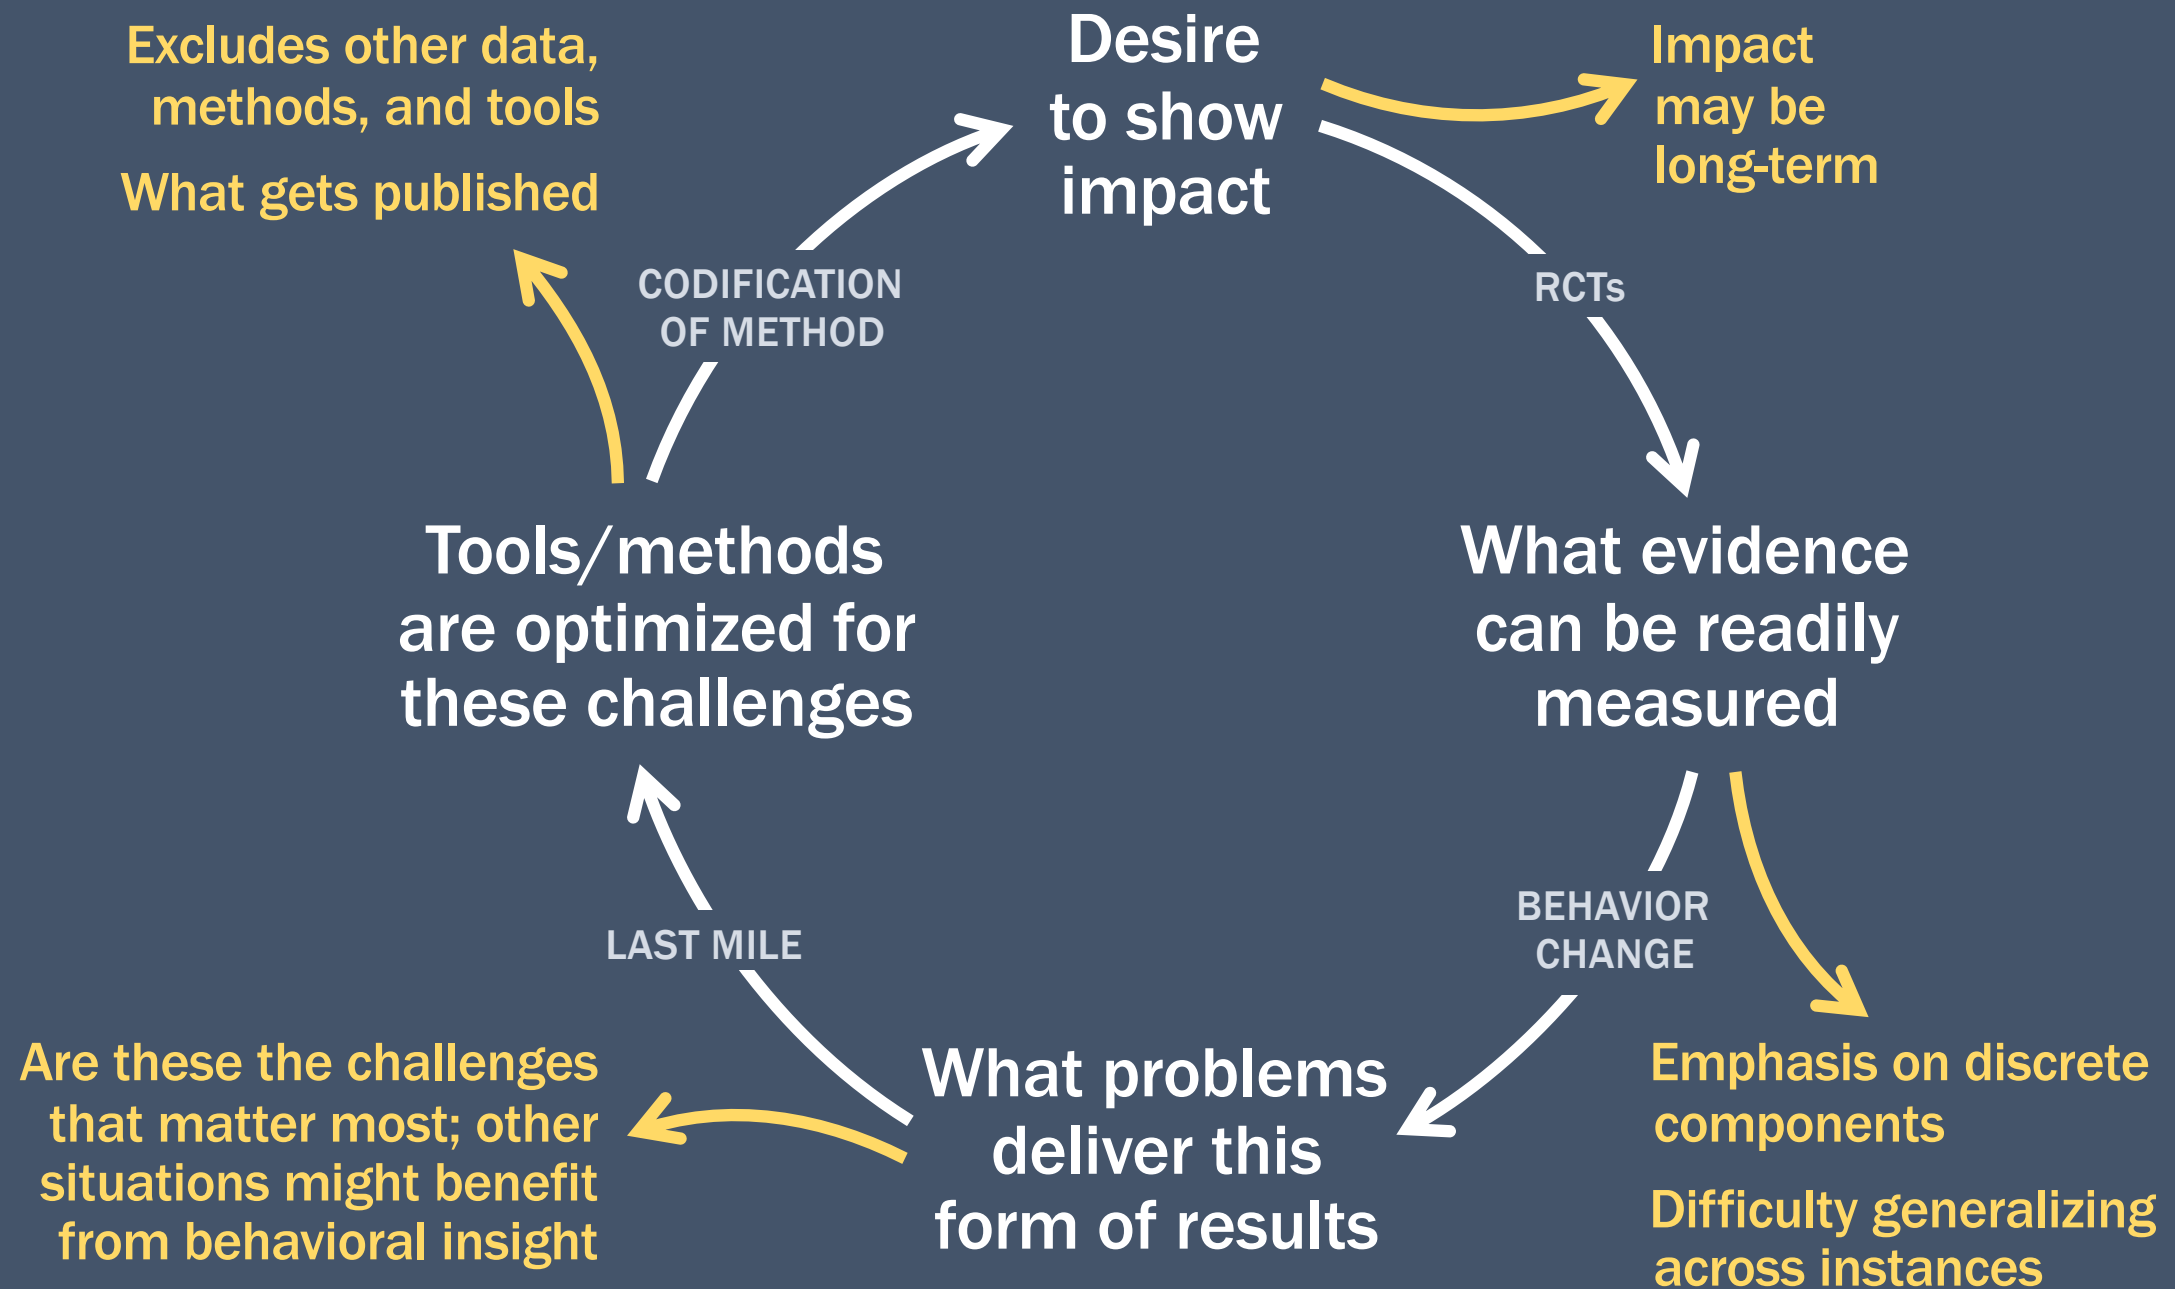 Desire
to show
impact
Impact
may be
long-term
RCTs
What evidence
can be readily
measured
Emphasis on discrete
components
Difficulty generalizing
across instances
BEHAVIOR
CHANGE
What problems
deliver this
form of results
Are these the challenges
that matter most; other
situations might benefit
from behavioral insight
LAST MILE
Tools/methods
are optimized for
these challenges
Excludes other data,
methods, and tools
What gets published
CODIFICATION
OF METHOD